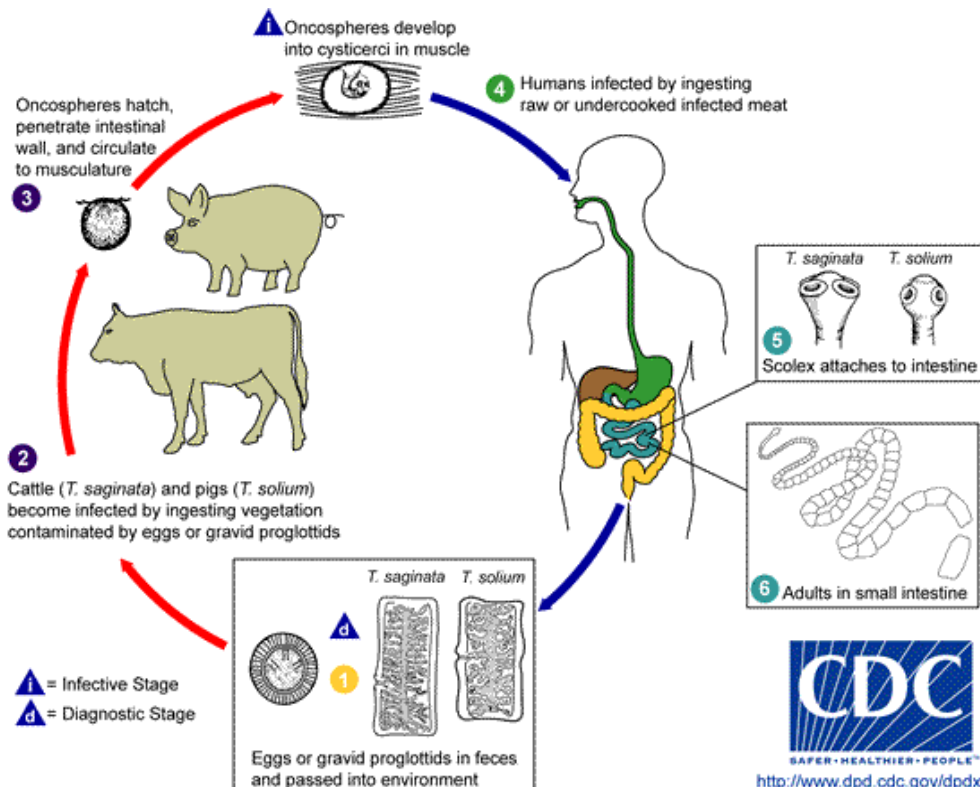 i
Oncospheres develop
into cysticerci in muscle
4
Humans infected by ingesting
raw or undercooked infected meat
Oncospheres hatch,
penetrate intestinal
wall, and circulate
to musculature
3
T. saginata T. solium
5
Scolex attaches to intestine
2
Cattle (T. saginata) and pigs (T. solium)
become infected by ingesting vegetation
contaminated by eggs or gravid proglottids
6 Adults in small intestine
T. saginata T. solium
d
1
Eggs or gravid proglottids in feces
and passed into environment
i = Infective Stage
d = Diagnostic Stage
CDC
SAFER•HEALTHIER•PEOPLE™
http://www.dpd.cdc.gov/dpdx